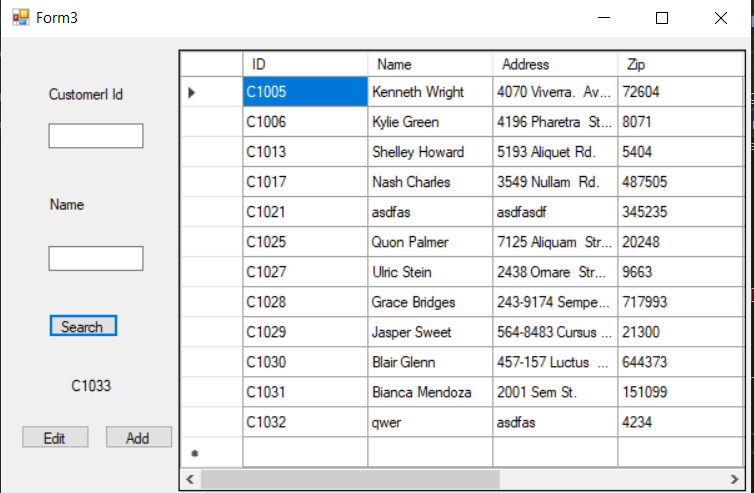 Form3
CustomerI Id
Name
Search
C1033
Edit Add
ID Name Address Zip
C1005 Kenneth Wright 4070 Viverra. Av... 72604
C1006 Kylie Green 4196 Pharetra St... 8071
C1013 Shelley Howard 5193 Aliquet Rd. 5404
C1017 Nash Charles 3549 Nullam Rd. 487505
C1021 asdfas asdfasdf 345235
C1025 Quon Palmer 7125 Aliquam Str... 20248
C1027 Ulric Stein 2438 Ornare Str... 9663
C1028 Grace Bridges 243-9174 Sempe... 717993
C1029 Jasper Sweet 564-8483 Cursus ... 21300
C1030 Blair Glenn 457-157 Luctus ... 644373
C1031 Bianca Mendoza 2001 Sem St. 151099
C1032 qwer asdfas 4234